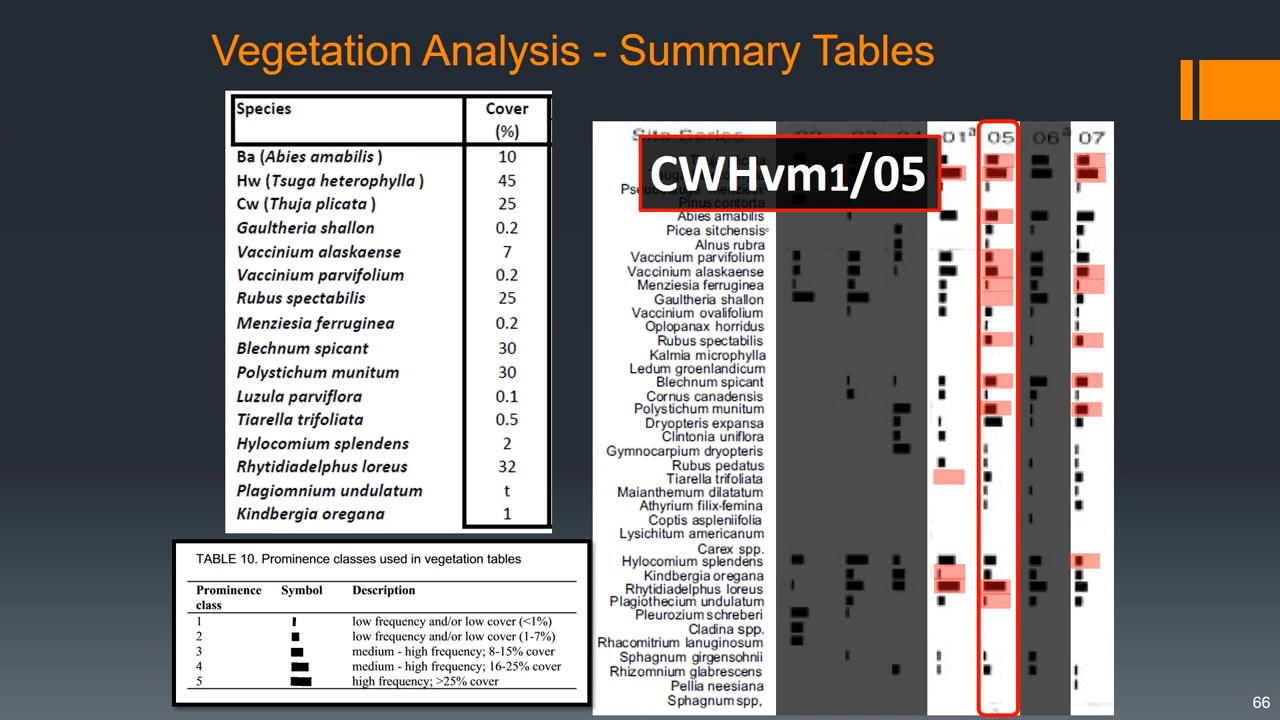 Vegetation Analysis - Summary Tables
Species Cover
(%)
Ba (Abies amabilis ) 10
Hw (Tsuga heterophylla ) 45
Cw (Thuja plicata ) 25
Gaultheria shallon 0.2
Vaccinium alaskaense 7
Vaccinium parvifolium 0.2
Rubus spectabilis 25
Menziesia ferruginea 0.2
Blechnum spicant 30
Polystichum munitum 30
Luzula parviflora 0.1
Tiarella trifoliata 0.5
Hylocomium splendens 2
Rhytidiadelphus loreus 32
Plagiomnium undulatum t
Kindbergia oregana 1
TABLE 10. Prominence classes used in vegetation tables
Prominence Symbol Description
class
1 low frequency and/or low cover (<1%)
2 low frequency and/or low cover (1-7%)
3 medium - high frequency; 8-15% cover
4 medium - high frequency; 16-25% cover
5 high frequency; >25% cover
01ª 05 06ª 07
CWHvm1/05
Pinus contorta
Abies amabilis
Picea sitchensis
Alnus rubra
Vaccinium parvifolium
Vaccinium alaskaense
Menziesia ferruginea
Gaultheria shallon
Vaccinium ovalifolium
Oplopanax horridus
Rubus spectabilis
Kalmia microphylla
Ledum groenlandicum
Blechnum spicant
Cornus canadensis
Polystichum munitum
Dryopteris expansa
Clintonia uniflora
Gymnocarpium dryopteris
Rubus pedatus
Tiarella trifoliata
Maianthemum dilatatum
Athyrium filix-femina
Coptis aspleniifolia
Lysichitum americanum
Carex spp.
Hylocomium splendens
Kindbergia oregana
Rhytidiadelphus loreus
Plagiothecium undulatum
Pleurozium schreberi
Cladina spp.
Rhacomitrium lanuginosum
Sphagnum girgensohnii
Rhizomnium glabrescens
Pellia neesiana
Sphagnum spp,
66